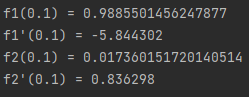 f1(0.1) = 0.9885501456247877
f1'(0.1) = -5.844302
f2(0.1) = 0.017360151720140514
f2'(0.1) = 0.836298